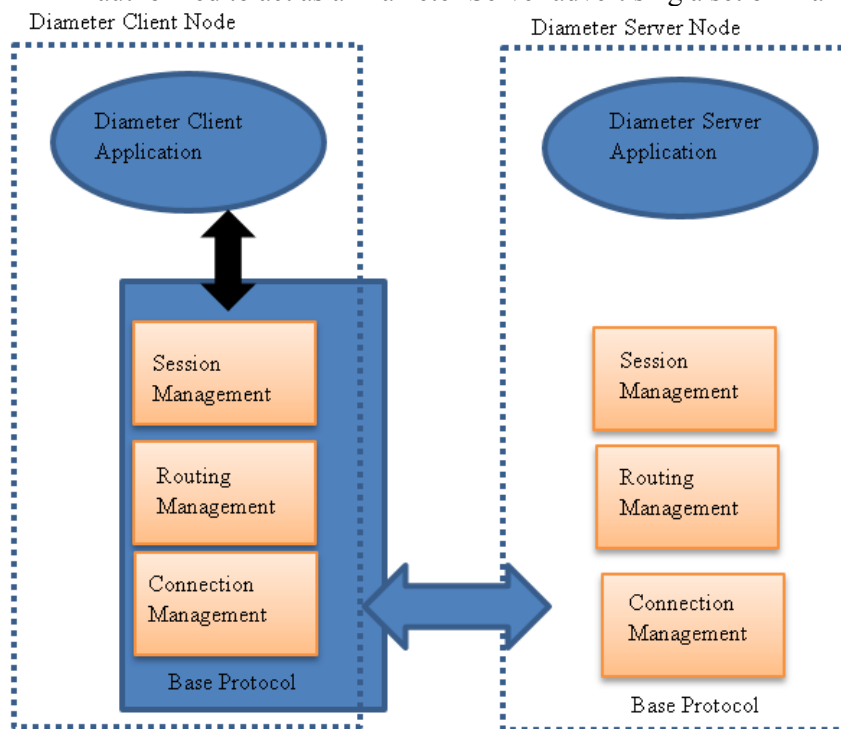 Diameter Client Node
Diameter Server Node
Diameter Client
Application
Diameter Server
Application
Session
Management
Routing
Management
Connection
Management
Base Protocol
Session
Management
Routing
Management
Connection
Management
Base Protocol